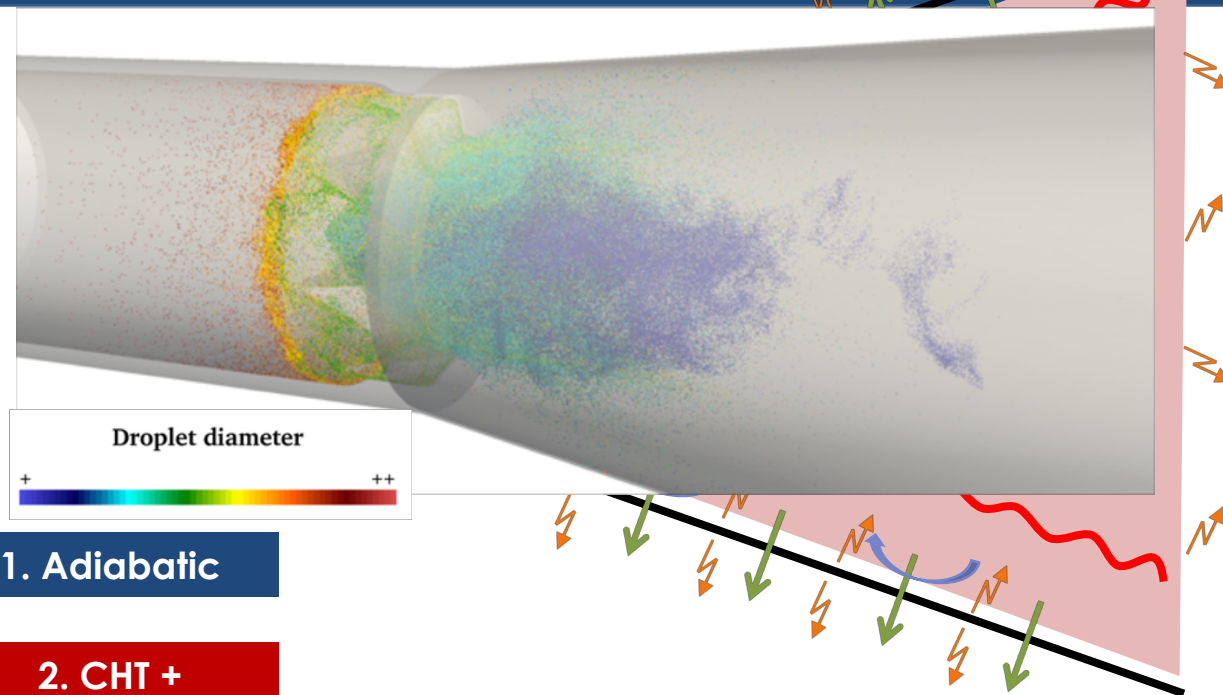 Droplet diameter
+ ++
1. Adiabatic
2. CHT +